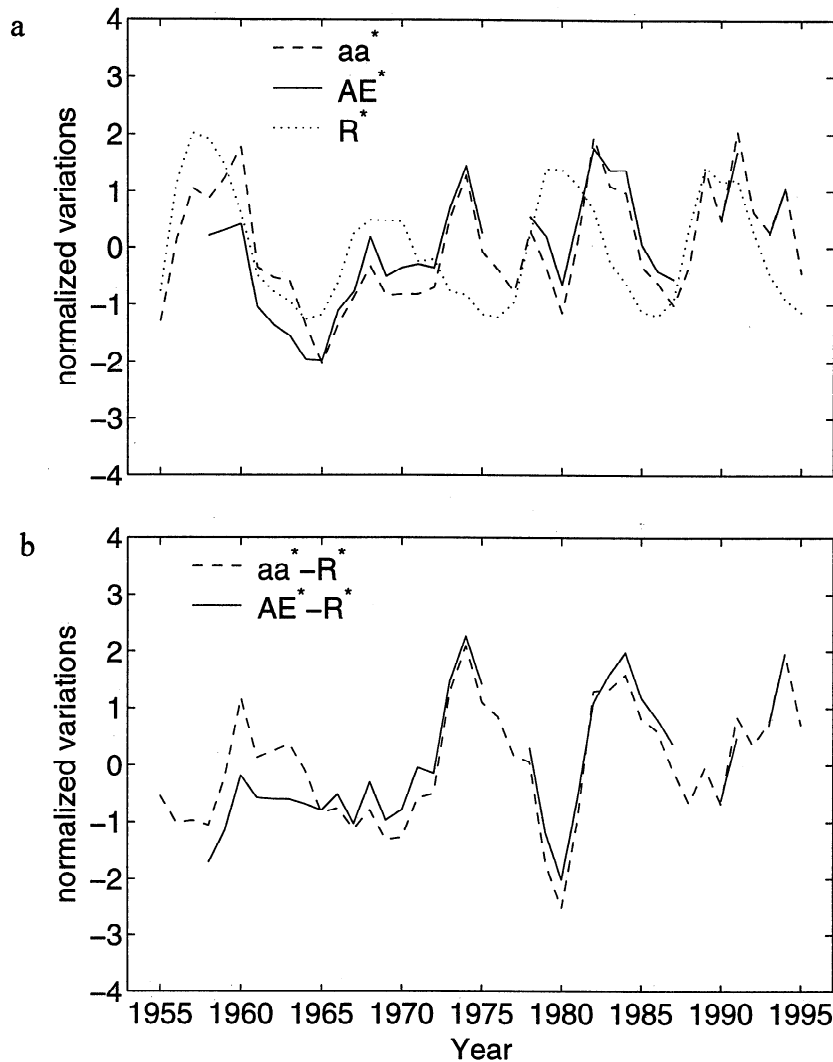 a
4
3
2
1
0
−1
−2
−3
−4
normalized variations
aa*
AE*
R*
b
4
3
2
1
0
−1
−2
−3
−4
normalized variations
aa*−R*
AE*−R*
1955 1960 1965 1970 1975 1980 1985 1990 1995
Year